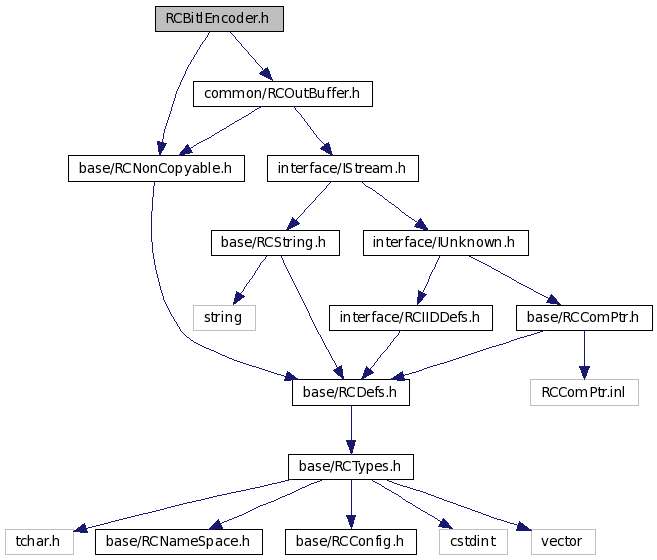 RCBitlEncoder.h
common/RCOutBuffer.h
base/RCNonCopyable.h
interface/IStream.h
base/RCString.h
interface/IUnknown.h
string
interface/RCIIDDefs.h
base/RCComPtr.h
base/RCDefs.h
RCComPtr.inl
base/RCTypes.h
tchar.h
base/RCNameSpace.h
base/RCConfig.h
cstdint
vector